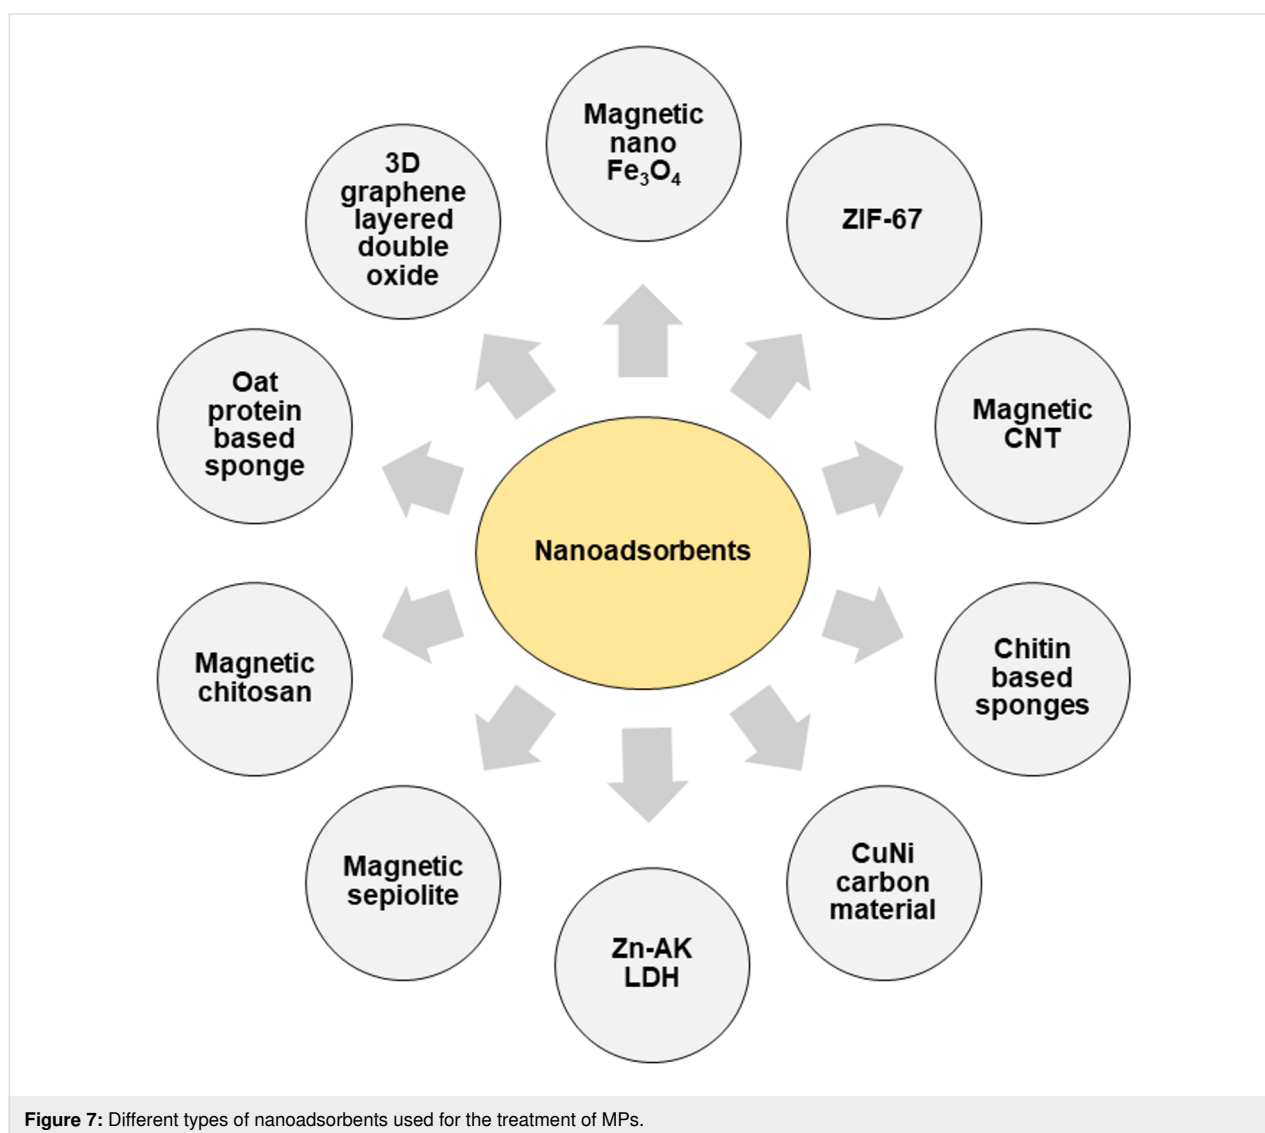 Magnetic
nano
Fe₃O₄
ZIF-67
Magnetic
CNT
Chitin
based
sponges
CuNi
carbon
material
Zn-AK
LDH
Magnetic
sepiolite
Magnetic
chitosan
Oat
protein
based
sponge
3D
graphene
layered
double
oxide
Nanoadsorbents
Figure 7: Different types of nanoadsorbents used for the treatment of MPs.